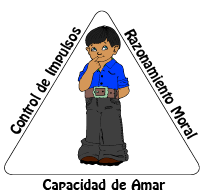 Control de Impulsos
Razonamiento Moral
Capacidad de Amar